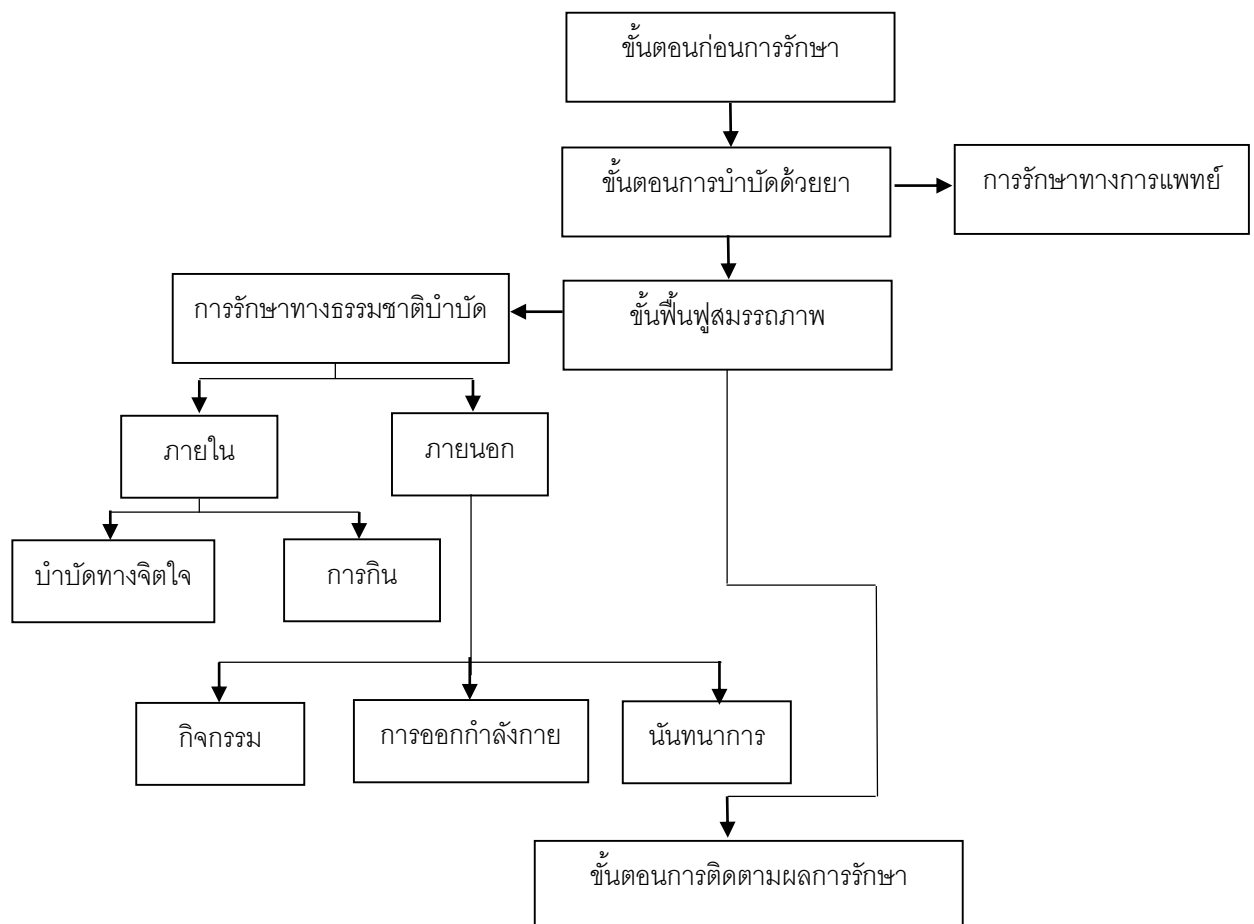 ขั้นตอนก่อนการรักษา
ขั้นตอนการบำบัดด้วยยา
การรักษาทางการแพทย์
การรักษาทางธรรมชาติบำบัด
ขั้นฟื้นฟูสมรรถภาพ
ภายใน
ภายนอก
บำบัดทางจิตใจ
การกิน
กิจกรรม
การออกกำลังกาย
นันทนาการ
ขั้นตอนการติดตามผลการรักษา